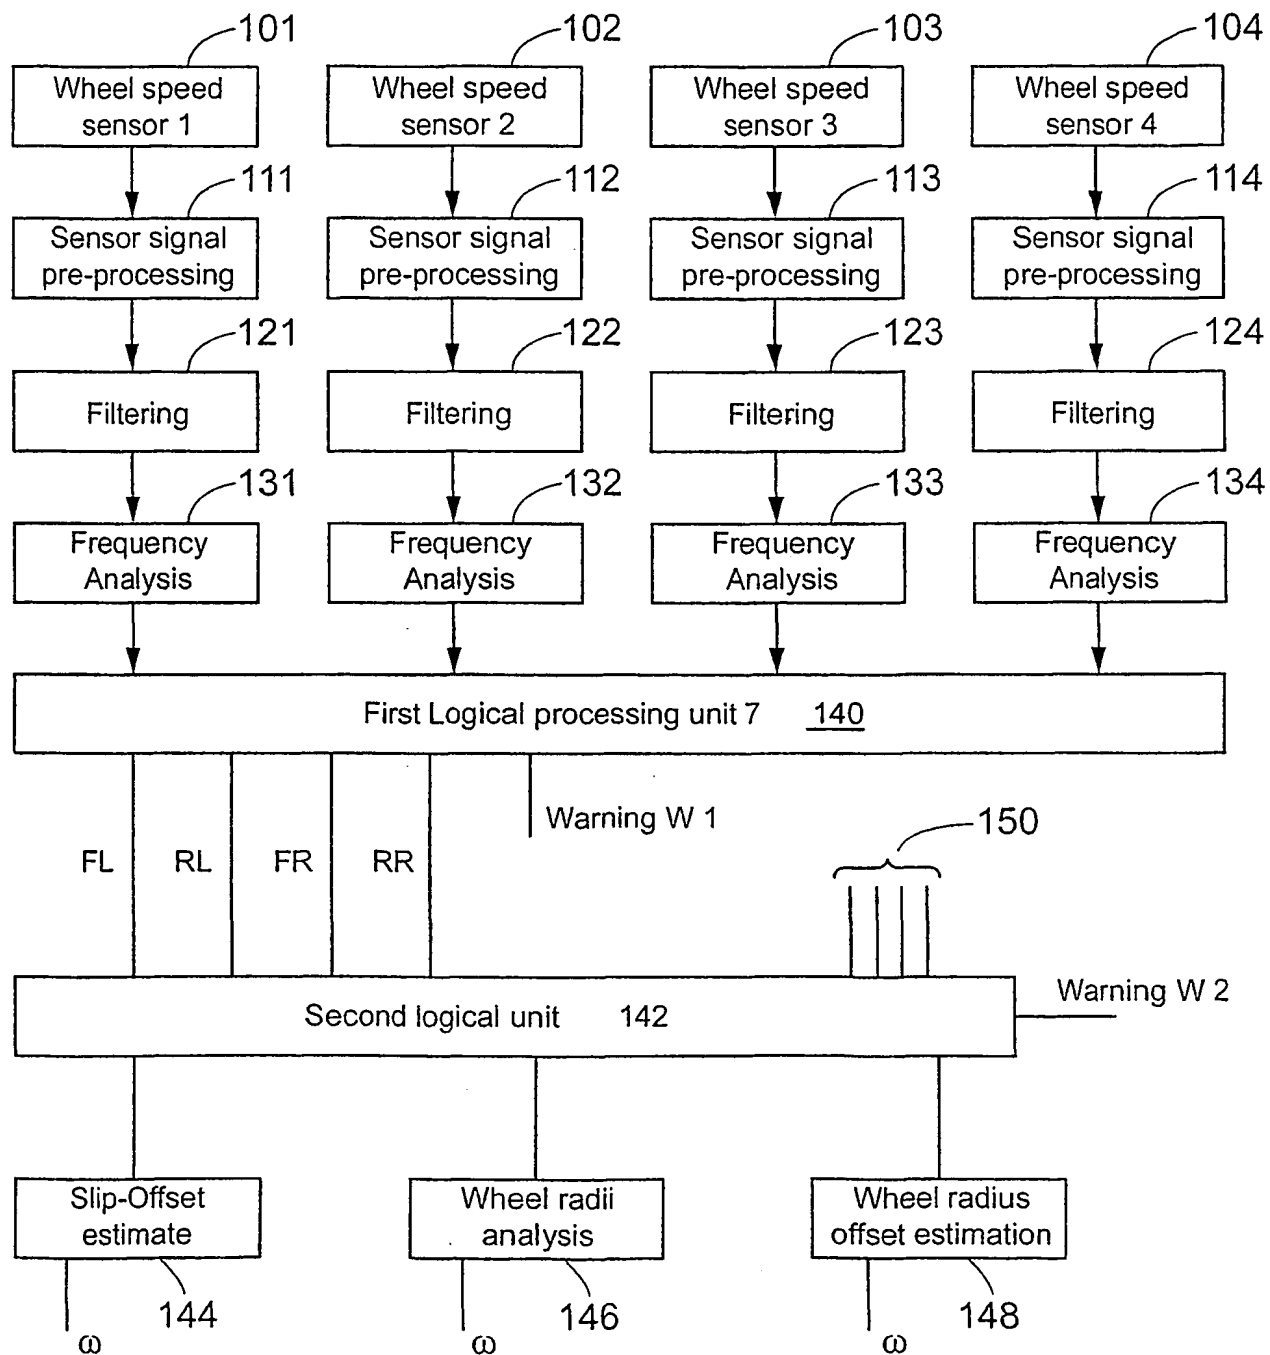 101 102 103 104
Wheel speed sensor 1
Wheel speed sensor 2
Wheel speed sensor 3
Wheel speed sensor 4
111 112 113 114
Sensor signal pre-processing
Sensor signal pre-processing
Sensor signal pre-processing
Sensor signal pre-processing
121 122 123 124
Filtering Filtering Filtering Filtering
131 132 133 134
Frequency Analysis
Frequency Analysis
Frequency Analysis
Frequency Analysis
First Logical processing unit 7 140
Warning W 1
150
FL RL FR RR
Warning W 2
Second logical unit 142
Slip-Offset estimate
Wheel radii analysis
Wheel radius offset estimation
144 146 148
ω ω ω